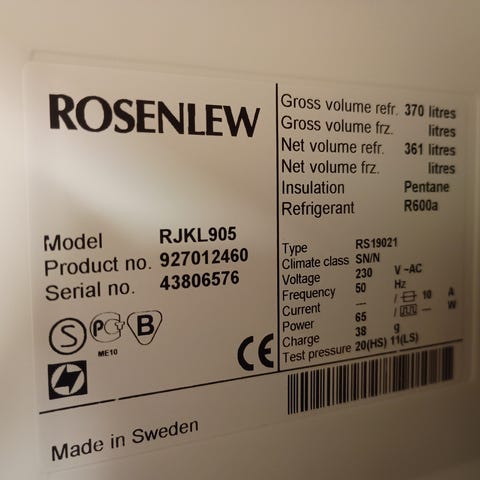 ROSENLEW
Model RJKL905
Product no. 927012460
Serial no. 43806576
S PCT B
ME10
CE
Made in Sweden
Gross volume refr. 370 litres
Gross volume frz. litres
Net volume refr. 361 litres
Net volume frz. litres
Insulation Pentane
Refrigerant R600a
Type RS19021
Climate class SN/N
Voltage 230 V ~AC
Frequency 50 Hz
Current --- / 10 A
Power 65 / --- W
Charge 38 g
Test pressure 20(HS) 11(LS)